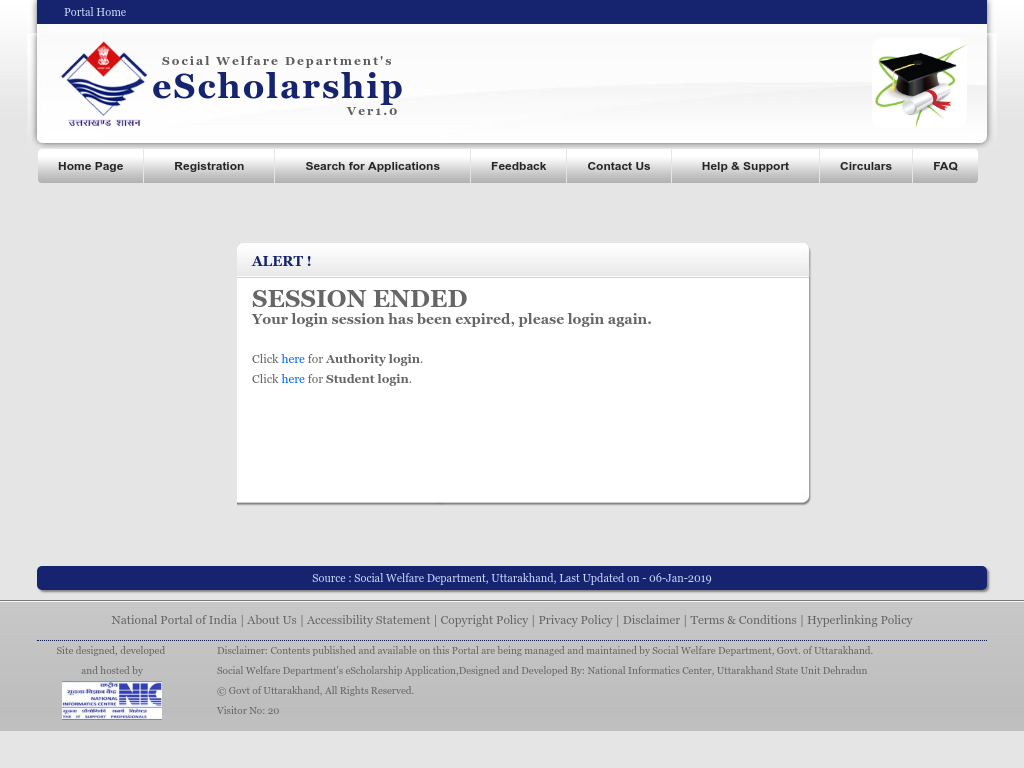 Portal Home
Social Welfare Department's
eScholarship
Ver1.0
उत्तराखण्ड शासन
Home Page
Registration
Search for Applications
Feedback
Contact Us
Help & Support
Circulars
FAQ
ALERT !
SESSION ENDED
Your login session has been expired, please login again.
Click here for Authority login.
Click here for Student login.
Source : Social Welfare Department, Uttarakhand, Last Updated on - 06-Jan-2019
National Portal of India | About Us | Accessibility Statement | Copyright Policy | Privacy Policy | Disclaimer | Terms & Conditions | Hyperlinking Policy
Site designed, developed
and hosted by
राष्ट्रीय
सूचना-विज्ञान केंद्र
NIC
NATIONAL
INFORMATICS CENTRE
THE IT SUPPORT PROFESSIONALS
Disclaimer: Contents published and available on this Portal are being managed and maintained by Social Welfare Department, Govt. of Uttarakhand.
Social Welfare Department's eScholarship Application,Designed and Developed By: National Informatics Center, Uttarakhand State Unit Dehradun
© Govt of Uttarakhand, All Rights Reserved.
Visitor No: 20